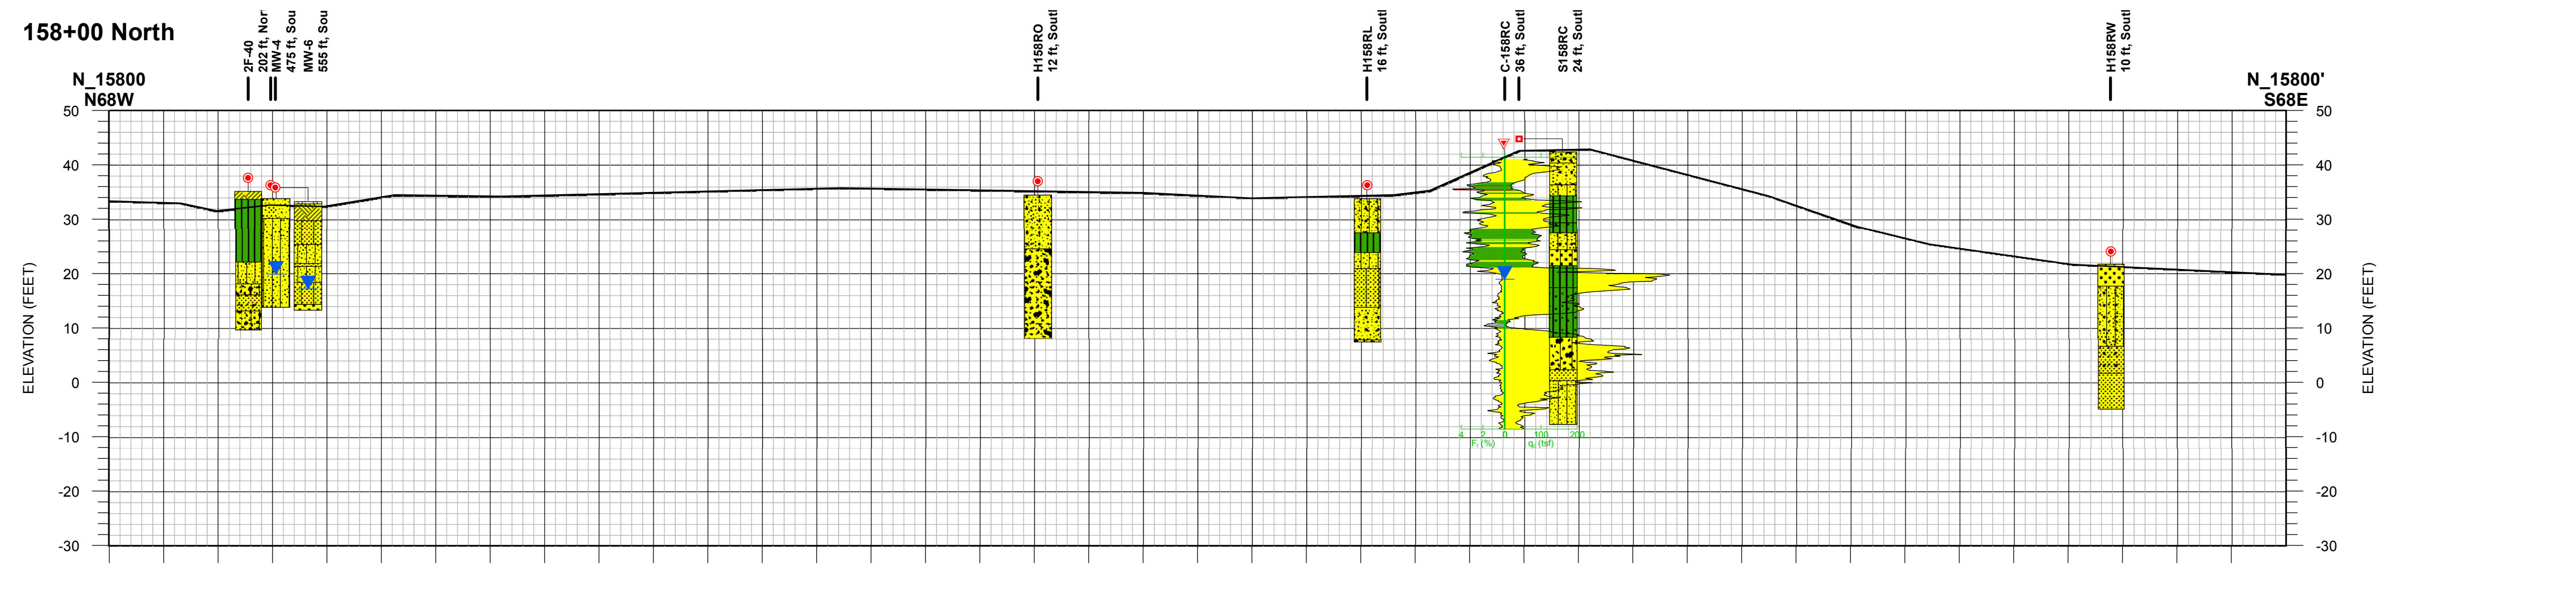 158+00 North
N_15800
N68W
2F-40
202 ft, Nor
MW-4
475 ft, Sou
MW-6
555 ft, Sou
H158RO
12 ft, Soutl
H158RL
16 ft, Soutl
C-158RC
36 ft, Soutl
S158RC
24 ft, Soutl
H158RW
10 ft, Soutl
N_15800'
S68E
50 50
40 40
30 30
20 20
10 10
0 0
-10 -10
-20 -20
-30 -30
ELEVATION (FEET)
ELEVATION (FEET)
4 2 0 100 200
(%) (tsf)